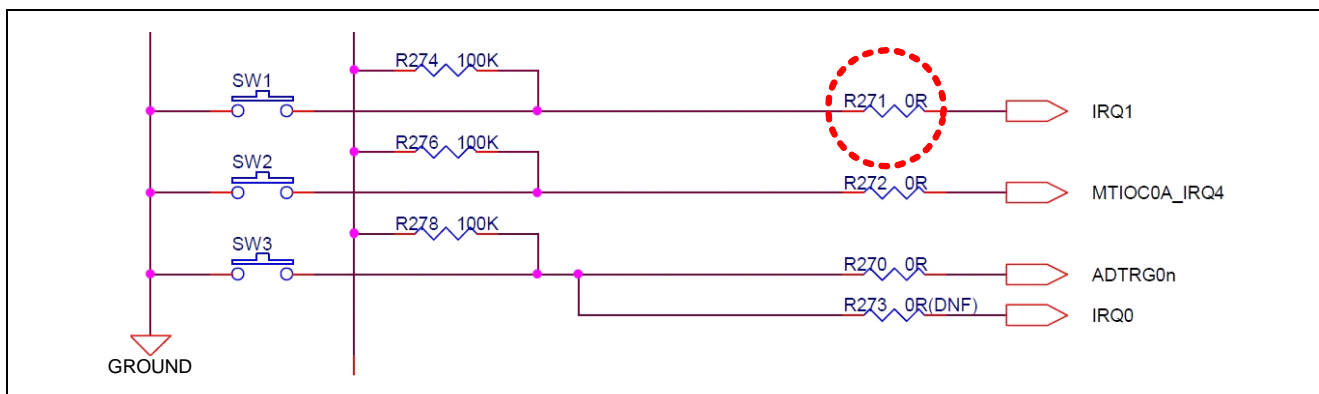 R274 100K
SW1
R271 0R
IRQ1
R276 100K
SW2
R272 0R
MTIOC0A_IRQ4
R278 100K
SW3
R270 0R
ADTRG0n
R273 0R(DNF)
IRQ0
GROUND